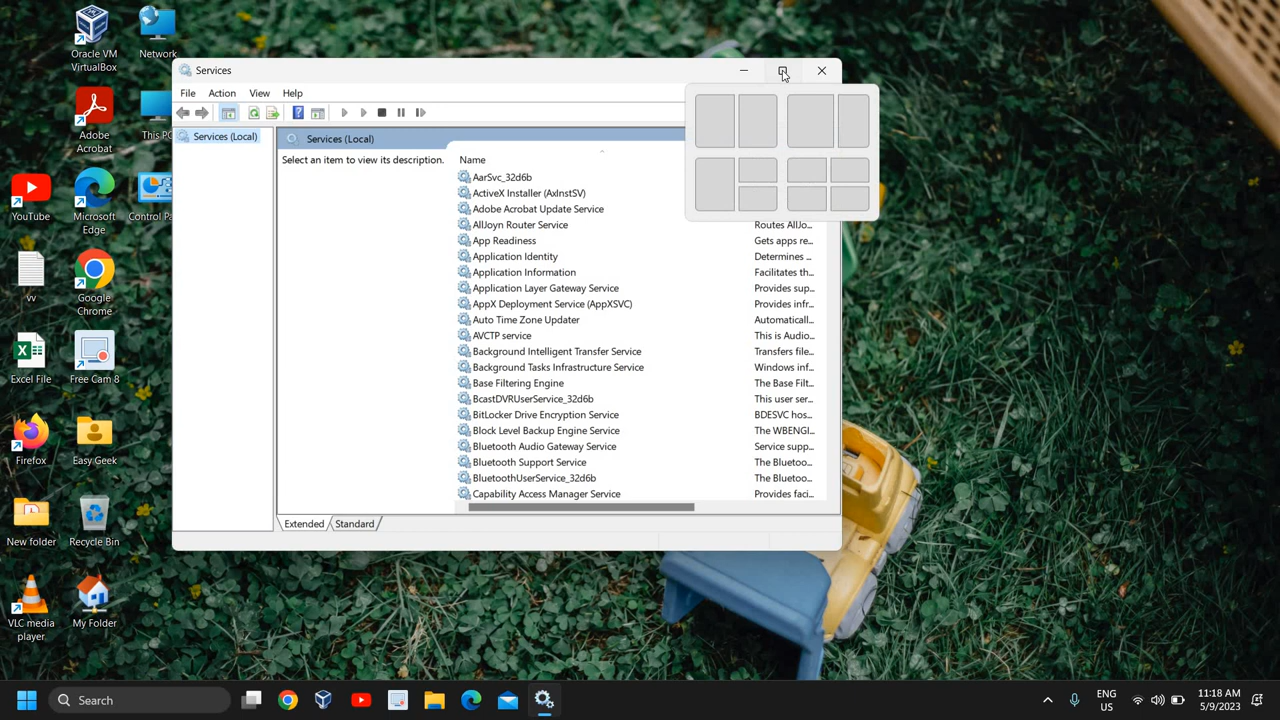 Oracle VM
VirtualBox
Network
Adobe
Acrobat
This PC
YouTube
Microsoft
Edge
Control Pa
vv
Google
Chrome
Excel File
Free Cam 8
Firefox
Easy Geek
New folder
Recycle Bin
VLC media
player
My Folder
Services
File Action View Help
Services (Local)
Services (Local)
Select an item to view its description.
Name
AarSvc_32d6b
ActiveX Installer (AxInstSV)
Adobe Acrobat Update Service
AllJoyn Router Service Routes AllJo...
App Readiness Gets apps re...
Application Identity Determines ...
Application Information Facilitates th...
Application Layer Gateway Service Provides sup...
AppX Deployment Service (AppXSVC) Provides infr...
Auto Time Zone Updater Automaticall...
AVCTP service This is Audio...
Background Intelligent Transfer Service Transfers file...
Background Tasks Infrastructure Service Windows inf...
Base Filtering Engine The Base Filt...
BcastDVRUserService_32d6b This user ser...
BitLocker Drive Encryption Service BDESVC hos...
Block Level Backup Engine Service The WBENGI...
Bluetooth Audio Gateway Service Service supp...
Bluetooth Support Service The Bluetoo...
BluetoothUserService_32d6b The Bluetoo...
Capability Access Manager Service Provides faci...
Extended Standard
Search
ENG
US
11:18 AM
5/9/2023